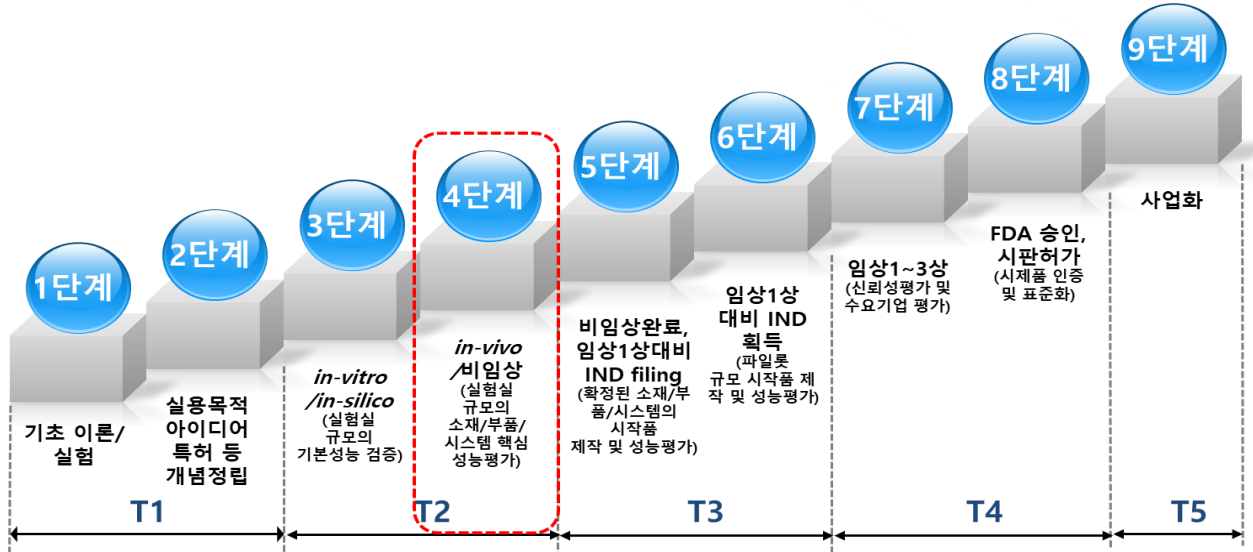 1단계
기초 이론/
실험
2단계
실용목적
아이디어
특허 등
개념정립
3단계
in-vitro
/in-silico
(실험실
규모의
기본성능 검증)
4단계
in-vivo
/비임상
(실험실
규모의
소재/부품/
시스템 핵심
성능평가)
5단계
비임상완료,
임상1상대비
IND filing
(확정된 소재/부
품/시스템의
시작품
제작 및 성능평가)
6단계
임상1상
대비 IND
획득
(파일롯
규모 시작품 제
작 및 성능평가)
7단계
임상1~3상
(신뢰성평가 및
수요기업 평가)
8단계
FDA 승인,
시판허가
(시제품 인증
및 표준화)
9단계
사업화
T1
T2
T3
T4
T5